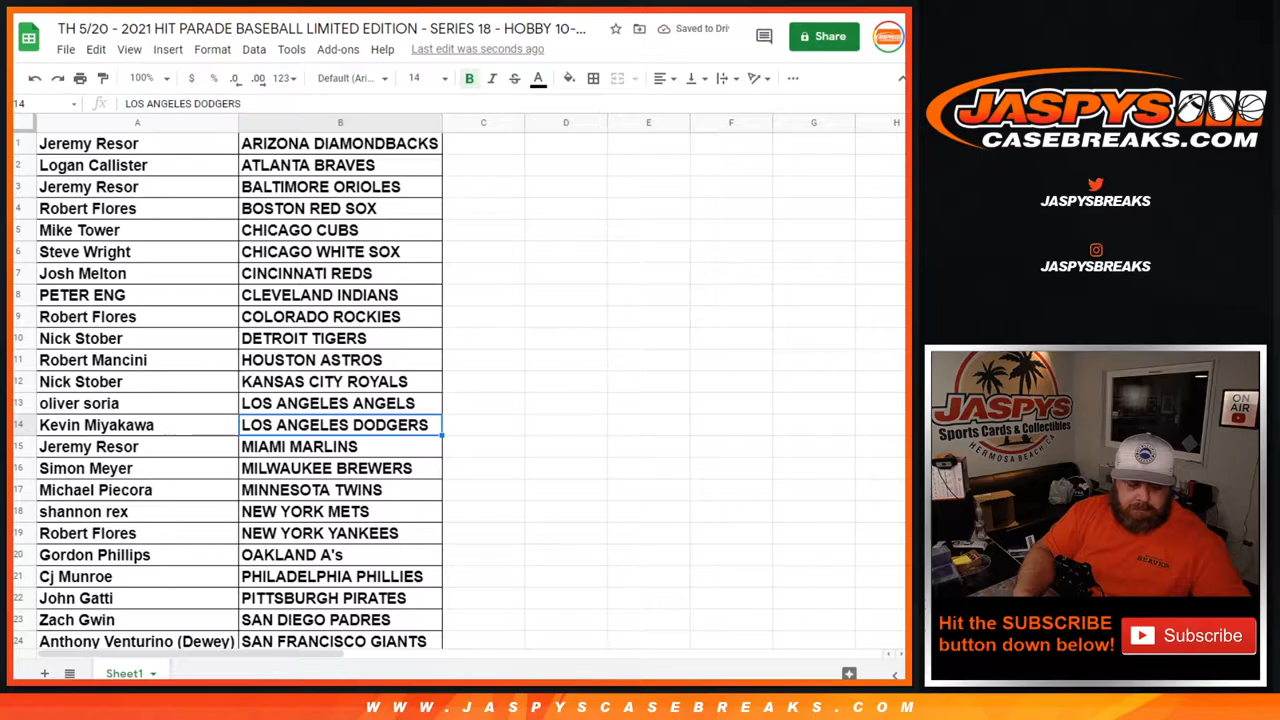 TH 5/20 - 2021 HIT PARADE BASEBALL LIMITED EDITION - SERIES 18 - HOBBY 10-...
Saved to Dri
Share
File Edit View Insert Format Data Tools Add-ons Help Last edit was seconds ago
100% $ % .0 .00 123 Default (Ari... 14 B I S A
14 fx LOS ANGELES DODGERS
A B C D E F G H
1 Jeremy Resor ARIZONA DIAMONDBACKS
2 Logan Callister ATLANTA BRAVES
3 Jeremy Resor BALTIMORE ORIOLES
4 Robert Flores BOSTON RED SOX
5 Mike Tower CHICAGO CUBS
6 Steve Wright CHICAGO WHITE SOX
7 Josh Melton CINCINNATI REDS
8 PETER ENG CLEVELAND INDIANS
9 Robert Flores COLORADO ROCKIES
10 Nick Stober DETROIT TIGERS
11 Robert Mancini HOUSTON ASTROS
12 Nick Stober KANSAS CITY ROYALS
13 oliver soria LOS ANGELES ANGELS
14 Kevin Miyakawa LOS ANGELES DODGERS
15 Jeremy Resor MIAMI MARLINS
16 Simon Meyer MILWAUKEE BREWERS
17 Michael Piecora MINNESOTA TWINS
18 shannon rex NEW YORK METS
19 Robert Flores NEW YORK YANKEES
20 Gordon Phillips OAKLAND A's
21 Cj Munroe PHILADELPHIA PHILLIES
22 John Gatti PITTSBURGH PIRATES
23 Zach Gwin SAN DIEGO PADRES
24 Anthony Venturino (Dewey) SAN FRANCISCO GIANTS
Sheet1
JASPYS
CASEBREAKS.COM
JASPYSBREAKS
JASPYSBREAKS
JASPYS
Sports Cards & Collectibles
HERMOSA BEACH, CA
ON AIR
BEAVER
Hit the SUBSCRIBE
button down below!
Subscribe
WWW.JASPYSCASEBREAKS.COM